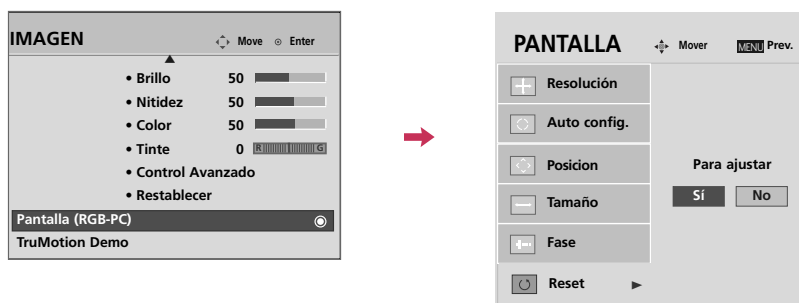 IMAGEN
Move Enter
• Brillo 50
• Nitidez 50
• Color 50
• Tinte 0 R G
• Control Avanzado
• Restablecer
Pantalla (RGB-PC)
TruMotion Demo
PANTALLA
Mover MENU Prev.
Resolución
Auto config.
Posicion
Tamaño
Fase
Reset
Para ajustar
Sí No